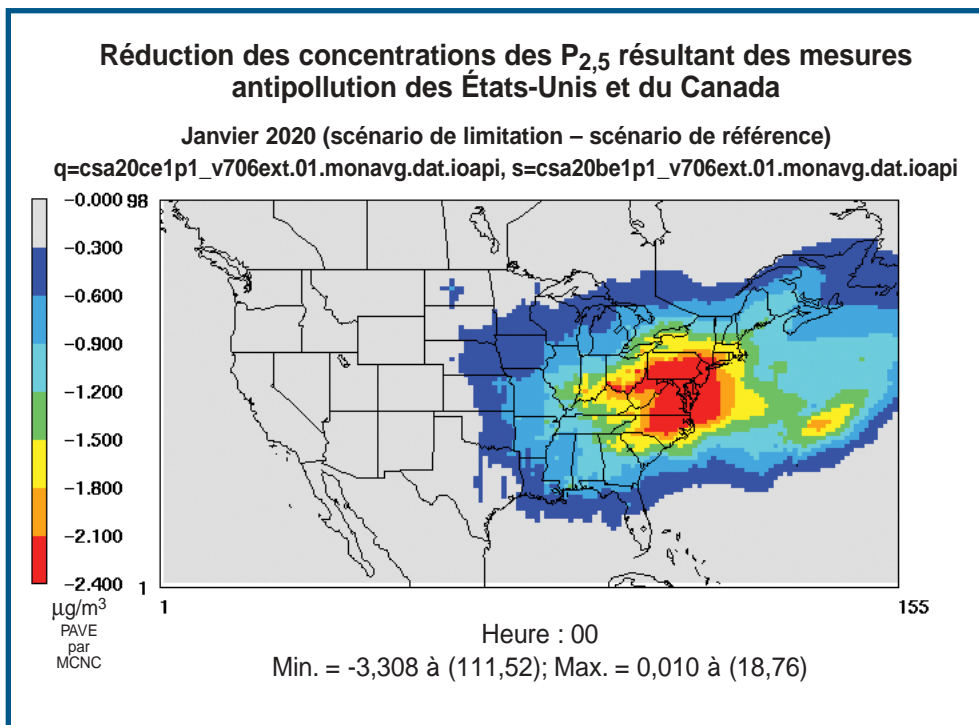 Réduction des concentrations des P2,5 résultant des mesures
antipollution des États-Unis et du Canada
Janvier 2020 (scénario de limitation – scénario de référence)
q=csa20ce1p1_v706ext.01.monavg.dat.ioapi, s=csa20be1p1_v706ext.01.monavg.dat.ioapi
−0.000 98
−0.300
−0.600
−0.900
−1.200
−1.500
−1.800
−2.100
−2.400 1
µg/m3 1 155
PAVE
par
MCNC
Heure : 00
Min. = -3,308 à (111,52); Max. = 0,010 à (18,76)